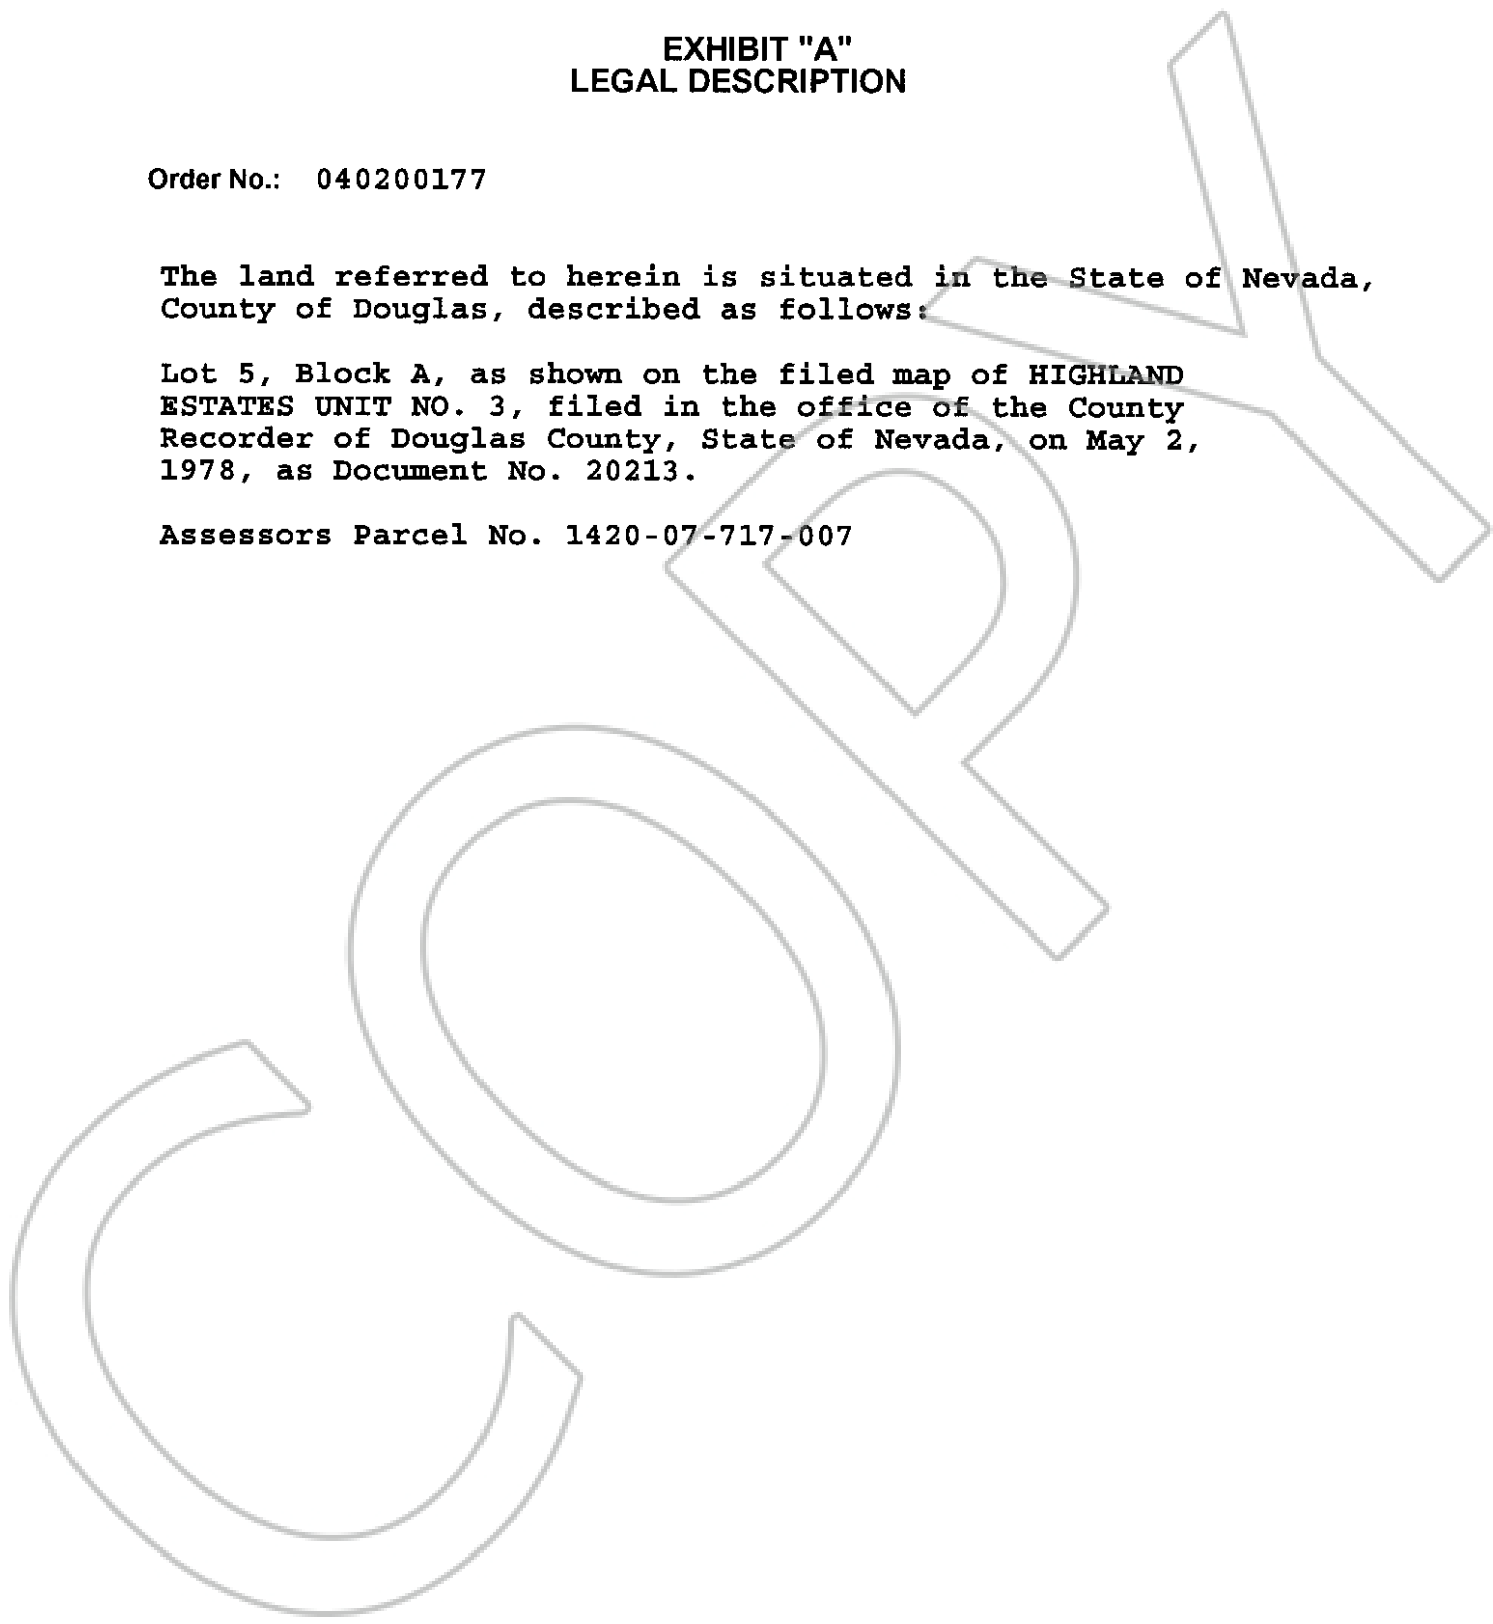 EXHIBIT "A"
LEGAL DESCRIPTION
Order No.: 040200177
The land referred to herein is situated in the State of Nevada,
County of Douglas, described as follows:
Lot 5, Block A, as shown on the filed map of HIGHLAND
ESTATES UNIT NO. 3, filed in the office of the County
Recorder of Douglas County, State of Nevada, on May 2,
1978, as Document No. 20213.
Assessors Parcel No. 1420-07-717-007
COPY